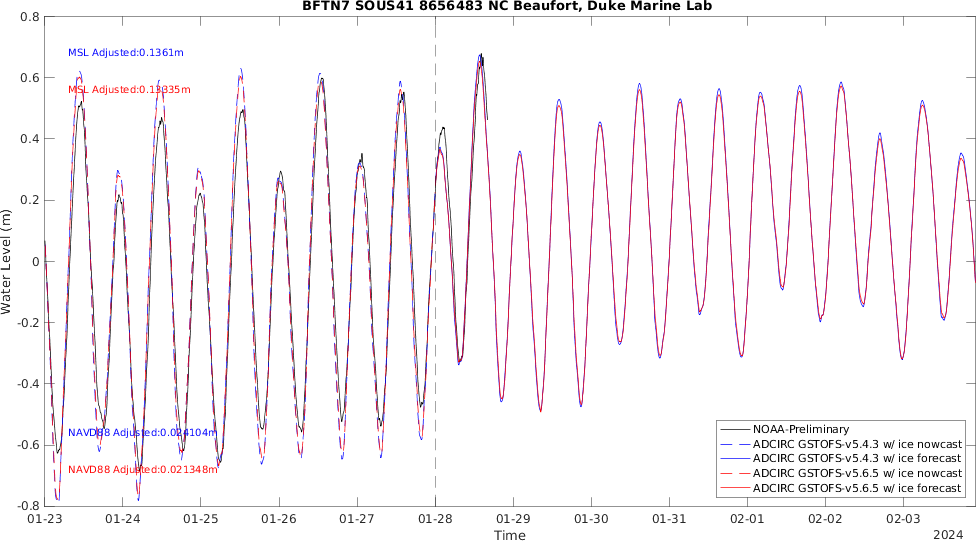 BFTN7 SOUS41 8656483 NC Beaufort, Duke Marine Lab
0.8
0.6
0.4
0.2
0
-0.2
-0.4
-0.6
-0.8
Water Level (m)
MSL Adjusted:0.1361m
MSL Adjusted:0.13335m
NAVD88 Adjusted:0.024104m
NAVD88 Adjusted:0.021348m
NOAA-Preliminary
ADCIRC GSTOFS-v5.4.3 w/ ice nowcast
ADCIRC GSTOFS-v5.4.3 w/ ice forecast
ADCIRC GSTOFS-v5.6.5 w/ ice nowcast
ADCIRC GSTOFS-v5.6.5 w/ ice forecast
01-23 01-24 01-25 01-26 01-27 01-28 01-29 01-30 01-31 02-01 02-02 02-03
Time
2024